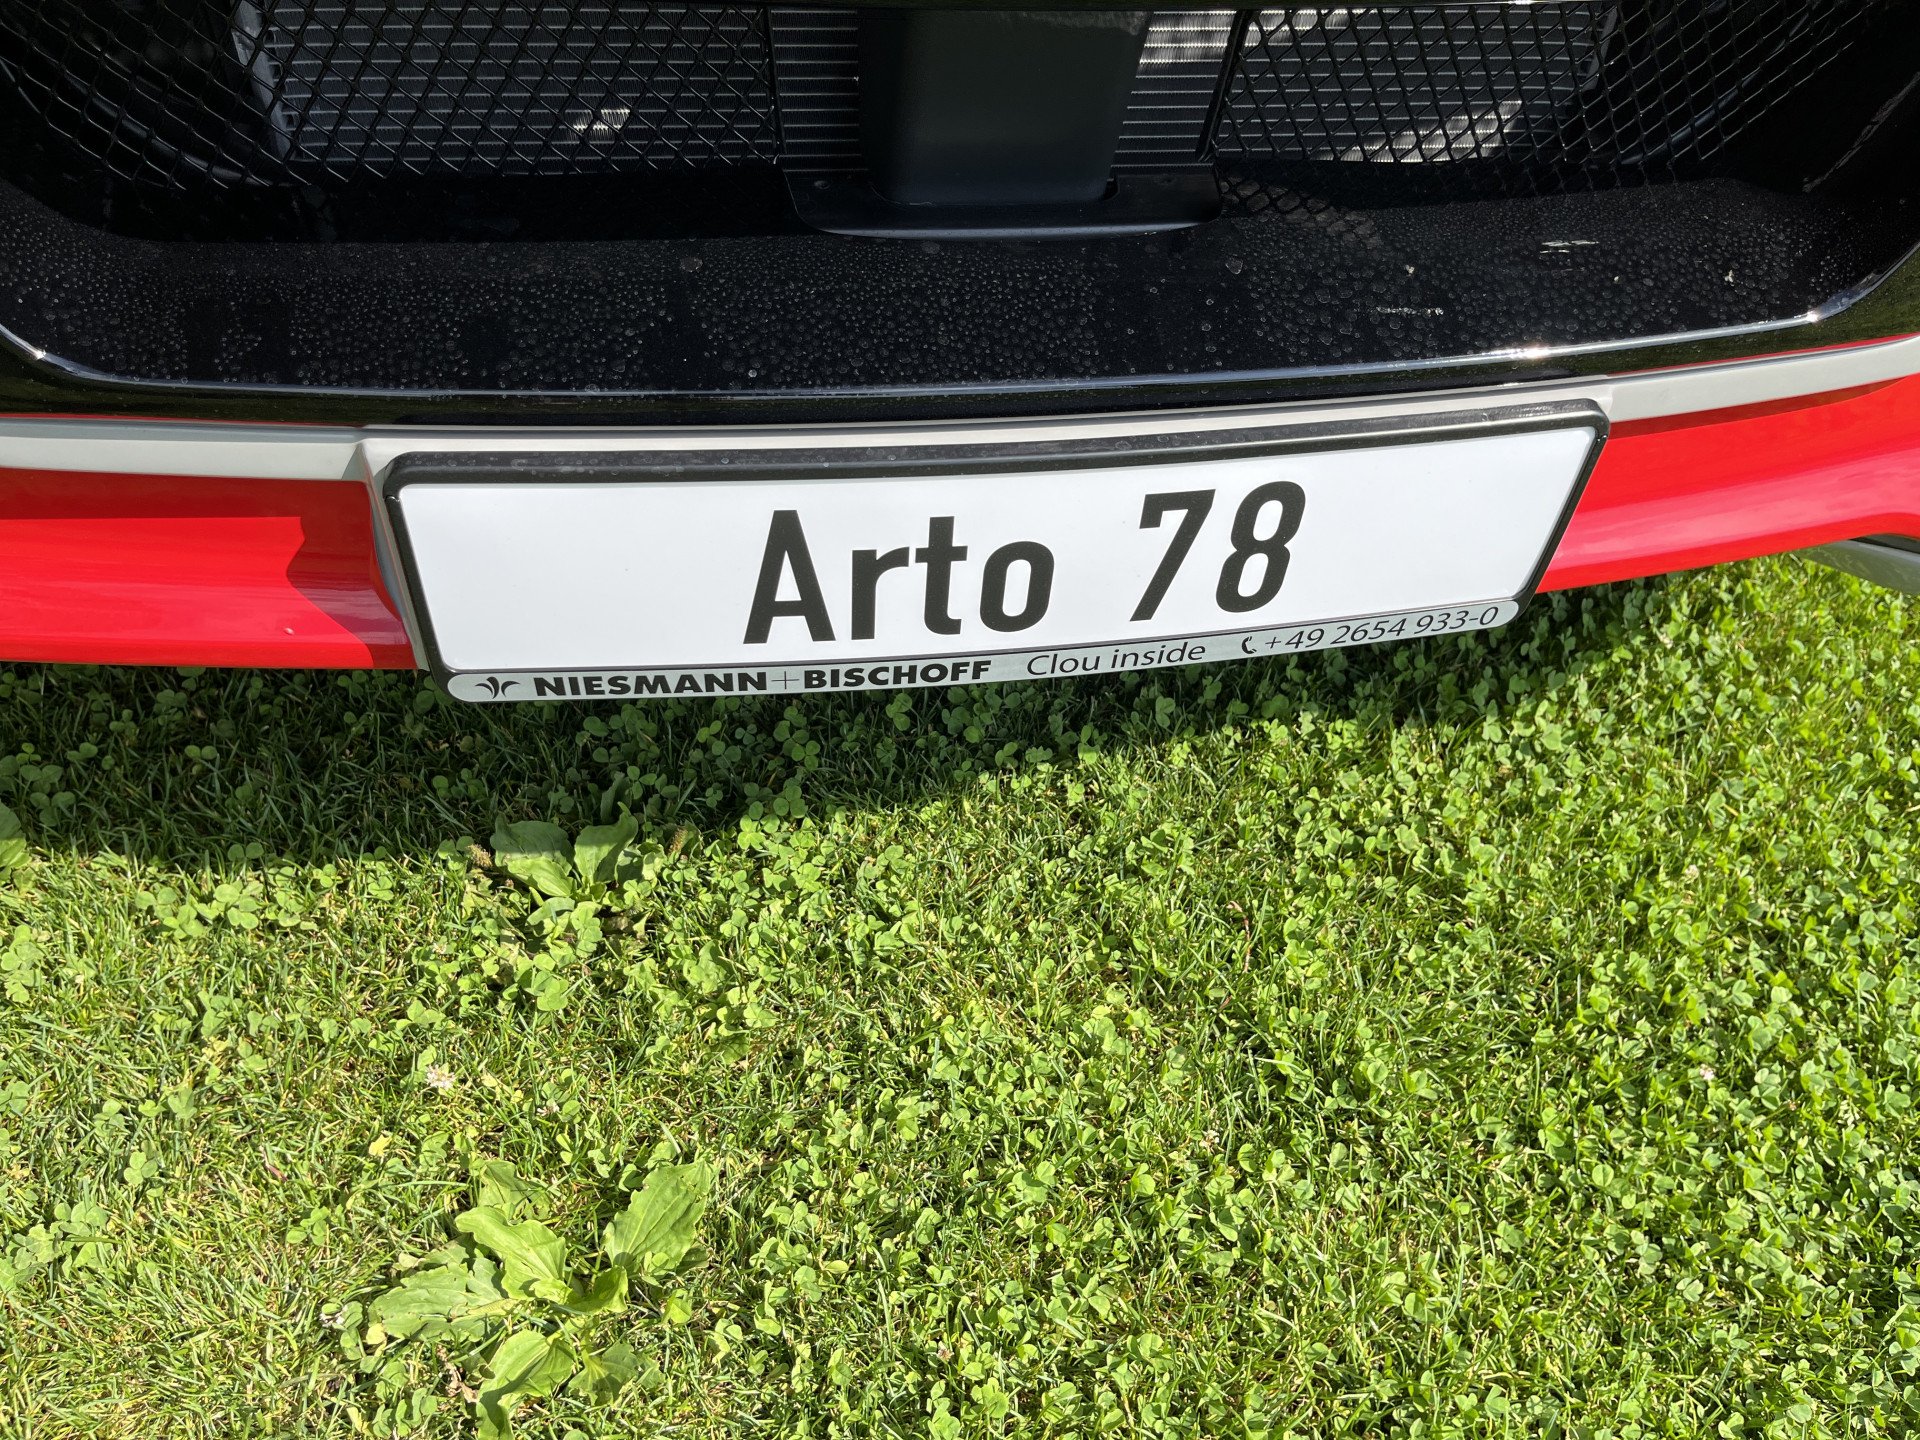 Arto 78
NIESMANN+BISCHOFF Clou inside +49 2654 933-0